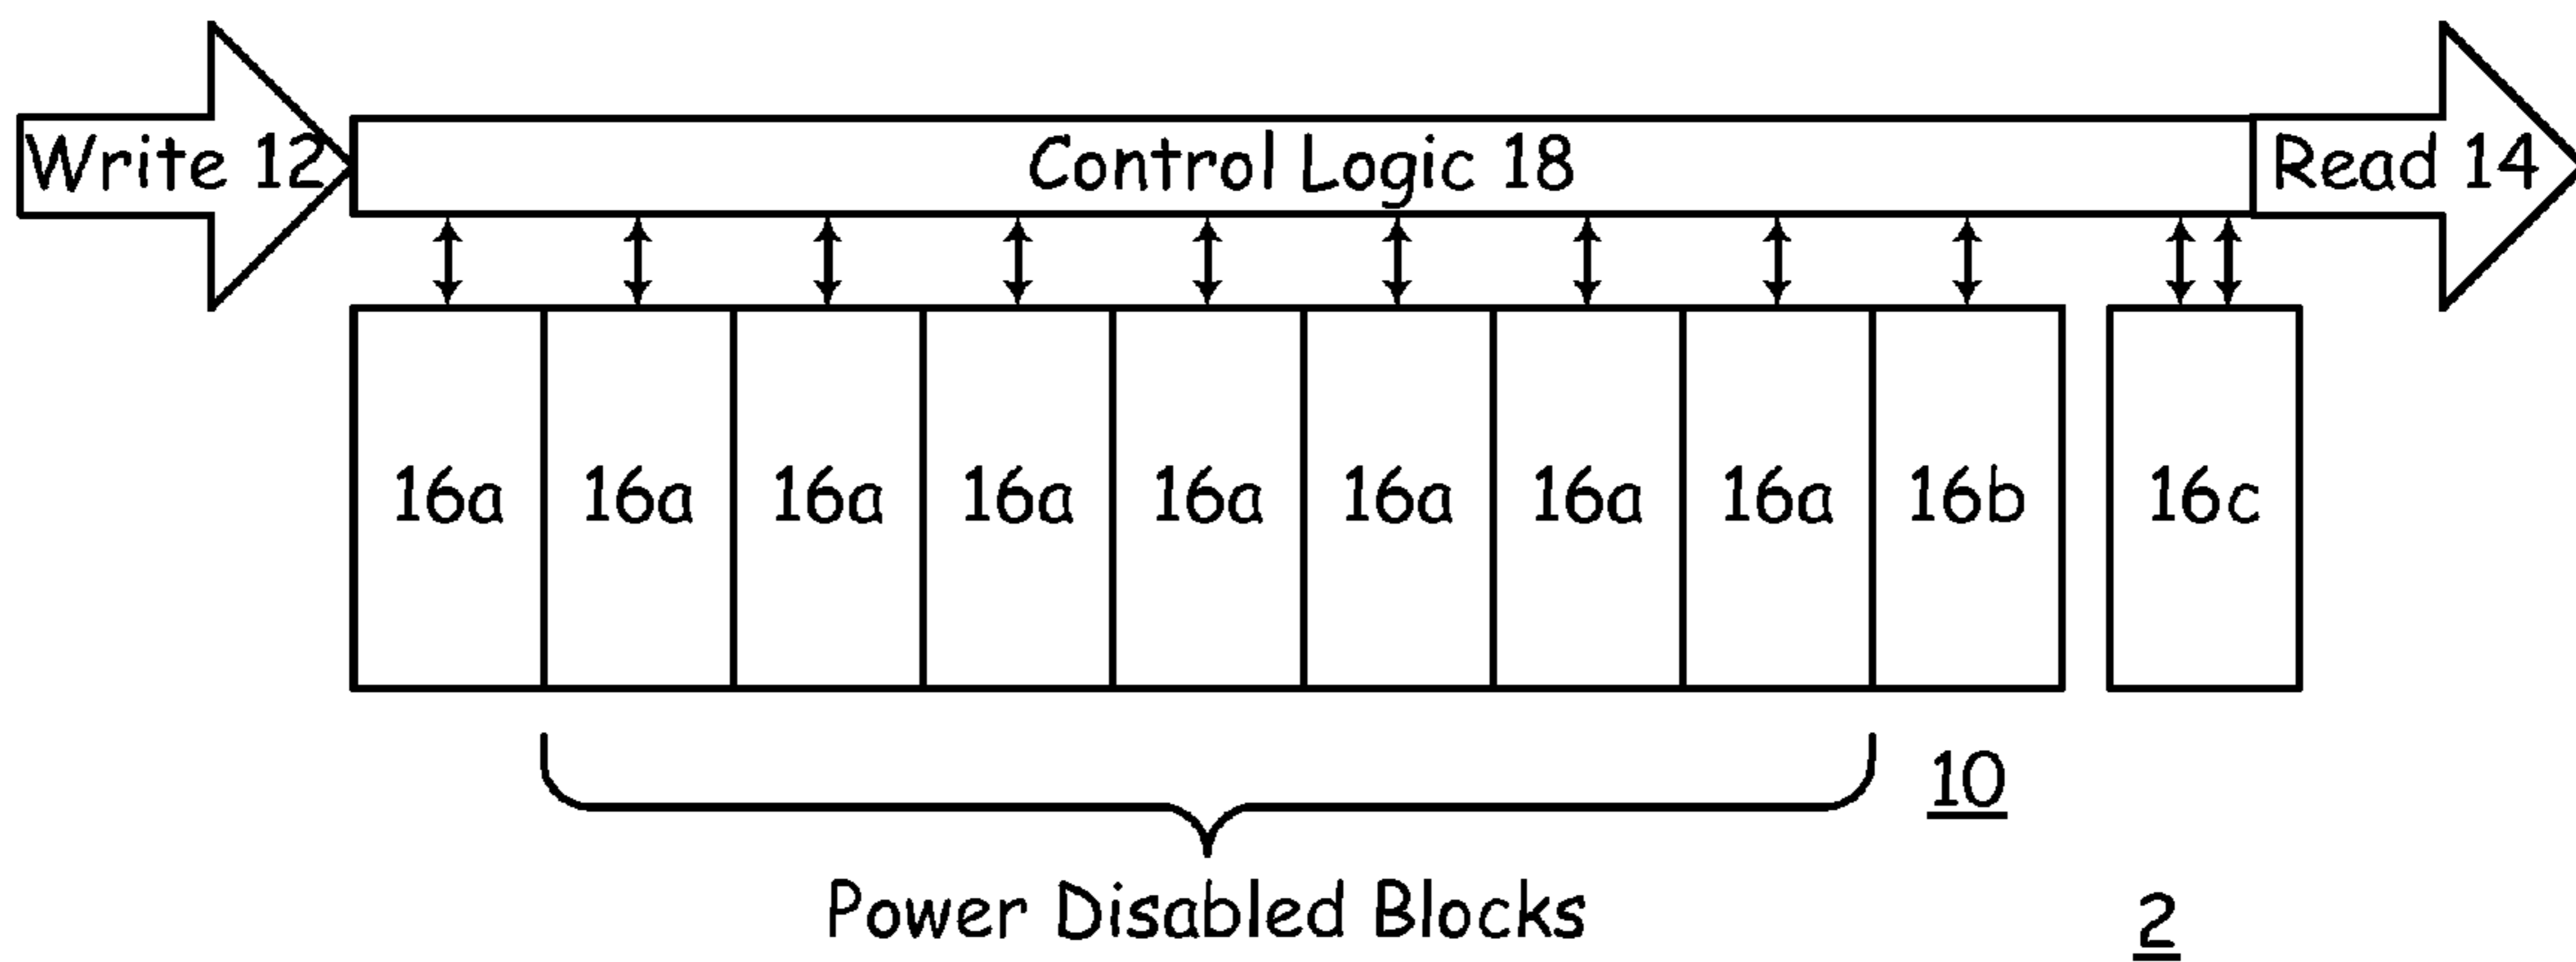 Write 12
Control Logic 18
Read 14
16a 16a 16a 16a 16a 16a 16a 16a 16b 16c
10
Power Disabled Blocks
2